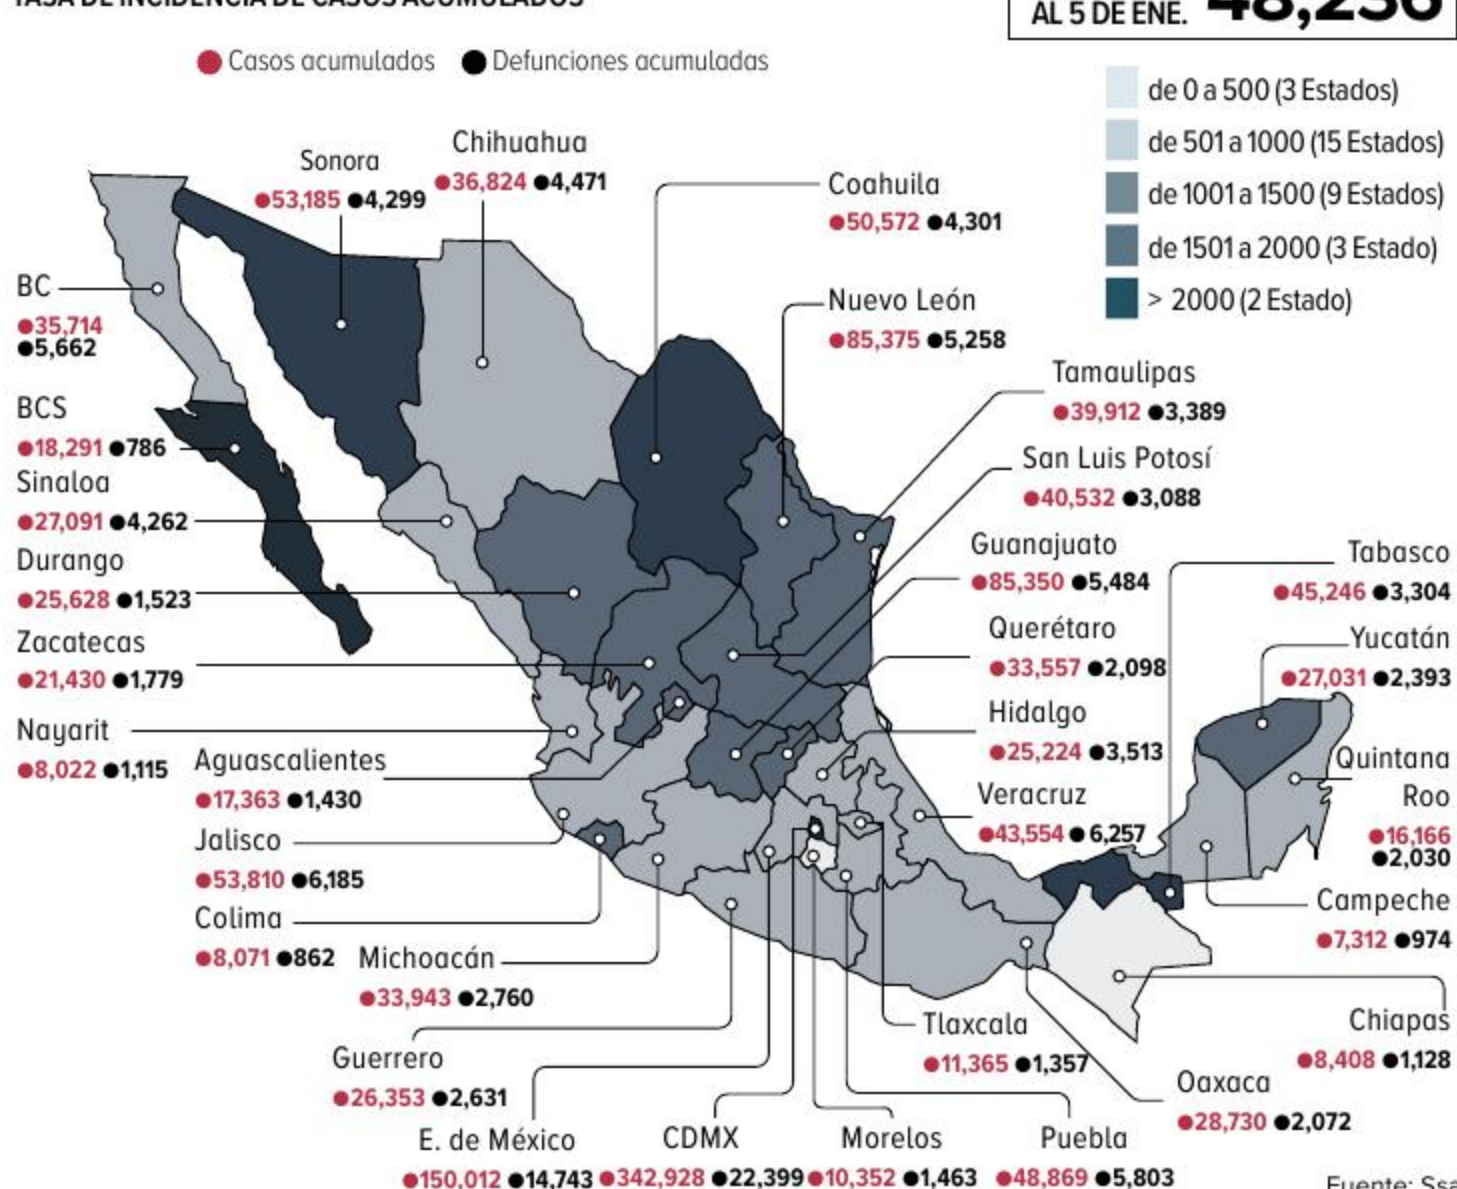 TASA DE INCIDENCIA DE CASOS ACUMULADOS
AL 5 DE ENE. 48,236
Casos acumulados Defunciones acumuladas
de 0 a 500 (3 Estados)
de 501 a 1000 (15 Estados)
de 1001 a 1500 (9 Estados)
de 1501 a 2000 (3 Estado)
> 2000 (2 Estado)
Sonora
53,185 4,299
Chihuahua
36,824 4,471
Coahuila
50,572 4,301
Nuevo León
85,375 5,258
Tamaulipas
39,912 3,389
San Luis Potosí
40,532 3,088
Guanajuato
85,350 5,484
Querétaro
33,557 2,098
Hidalgo
25,224 3,513
Veracruz
43,554 6,257
Tabasco
45,246 3,304
Yucatán
27,031 2,393
Quintana
Roo
16,166
2,030
Campeche
7,312 974
Chiapas
8,408 1,128
Oaxaca
28,730 2,072
BC
35,714
5,662
BCS
18,291 786
Sinaloa
27,091 4,262
Durango
25,628 1,523
Zacatecas
21,430 1,779
Nayarit
8,022 1,115
Aguascalientes
17,363 1,430
Jalisco
53,810 6,185
Colima
8,071 862
Michoacán
33,943 2,760
Guerrero
26,353 2,631
Tlaxcala
11,365 1,357
E. de México
150,012 14,743
CDMX
342,928 22,399
Morelos
10,352 1,463
Puebla
48,869 5,803
Fuente: Ssa